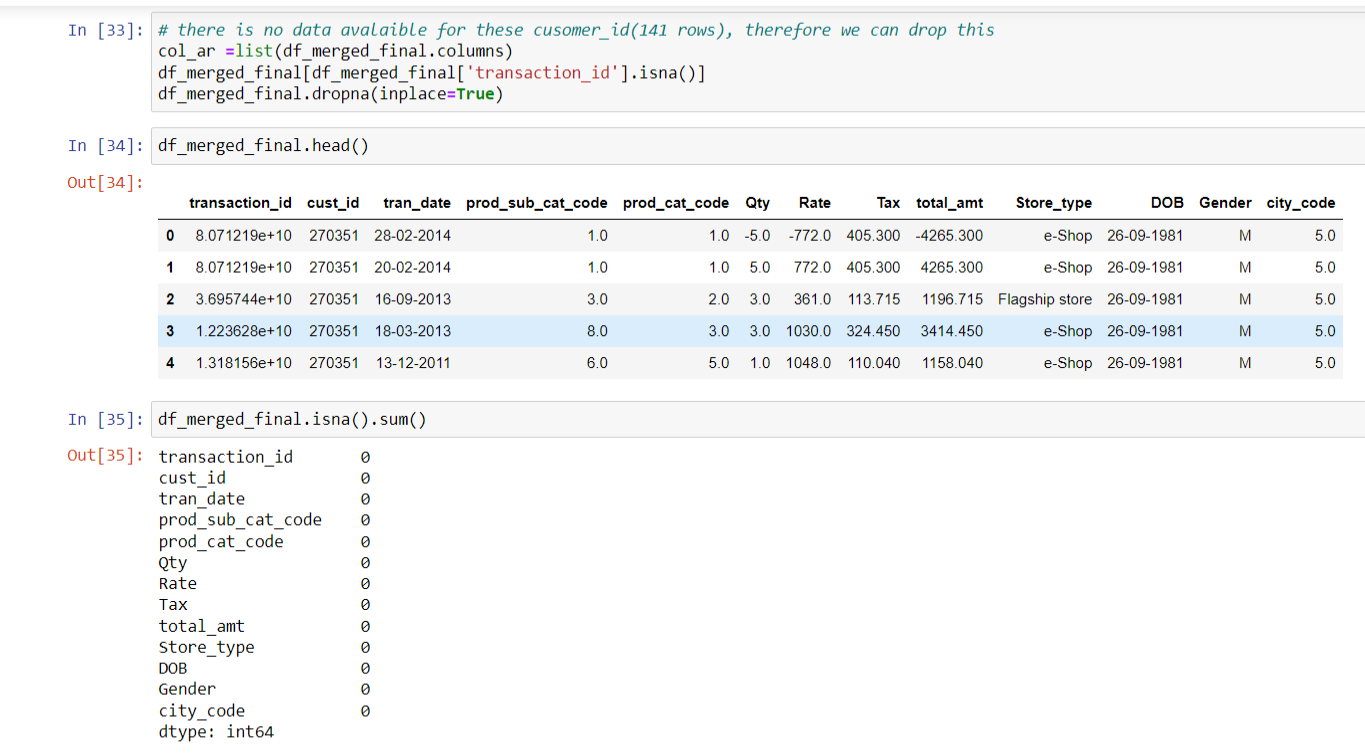 In [33]: # there is no data avalaible for these cusomer_id(141 rows), therefore we can drop this
col_ar =list(df_merged_final.columns)
df_merged_final[df_merged_final['transaction_id'].isna()]
df_merged_final.dropna(inplace=True)
In [34]: df_merged_final.head()
Out[34]:
transaction_id cust_id tran_date prod_sub_cat_code prod_cat_code Qty Rate Tax total_amt Store_type DOB Gender city_code
0 8.071219e+10 270351 28-02-2014 1.0 1.0 -5.0 -772.0 405.300 -4265.300 e-Shop 26-09-1981 M 5.0
1 8.071219e+10 270351 20-02-2014 1.0 1.0 5.0 772.0 405.300 4265.300 e-Shop 26-09-1981 M 5.0
2 3.695744e+10 270351 16-09-2013 3.0 2.0 3.0 361.0 113.715 1196.715 Flagship store 26-09-1981 M 5.0
3 1.223628e+10 270351 18-03-2013 8.0 3.0 3.0 1030.0 324.450 3414.450 e-Shop 26-09-1981 M 5.0
4 1.318156e+10 270351 13-12-2011 6.0 5.0 1.0 1048.0 110.040 1158.040 e-Shop 26-09-1981 M 5.0
In [35]: df_merged_final.isna().sum()
Out[35]: transaction_id 0
cust_id 0
tran_date 0
prod_sub_cat_code 0
prod_cat_code 0
Qty 0
Rate 0
Tax 0
total_amt 0
Store_type 0
DOB 0
Gender 0
city_code 0
dtype: int64